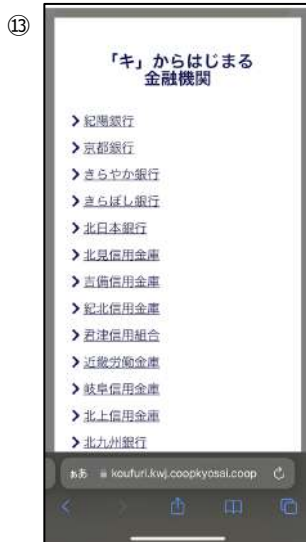 ⑬
「キ」からはじまる
金融機関
紀陽銀行
京都銀行
きらやか銀行
きらぼし銀行
北日本銀行
北見信用金庫
吉備信用金庫
紀北信用金庫
君津信用組合
近畿労働金庫
岐阜信用金庫
北上信用金庫
北九州銀行
ぁあ koufuri.kwj.coopkyosai.coop